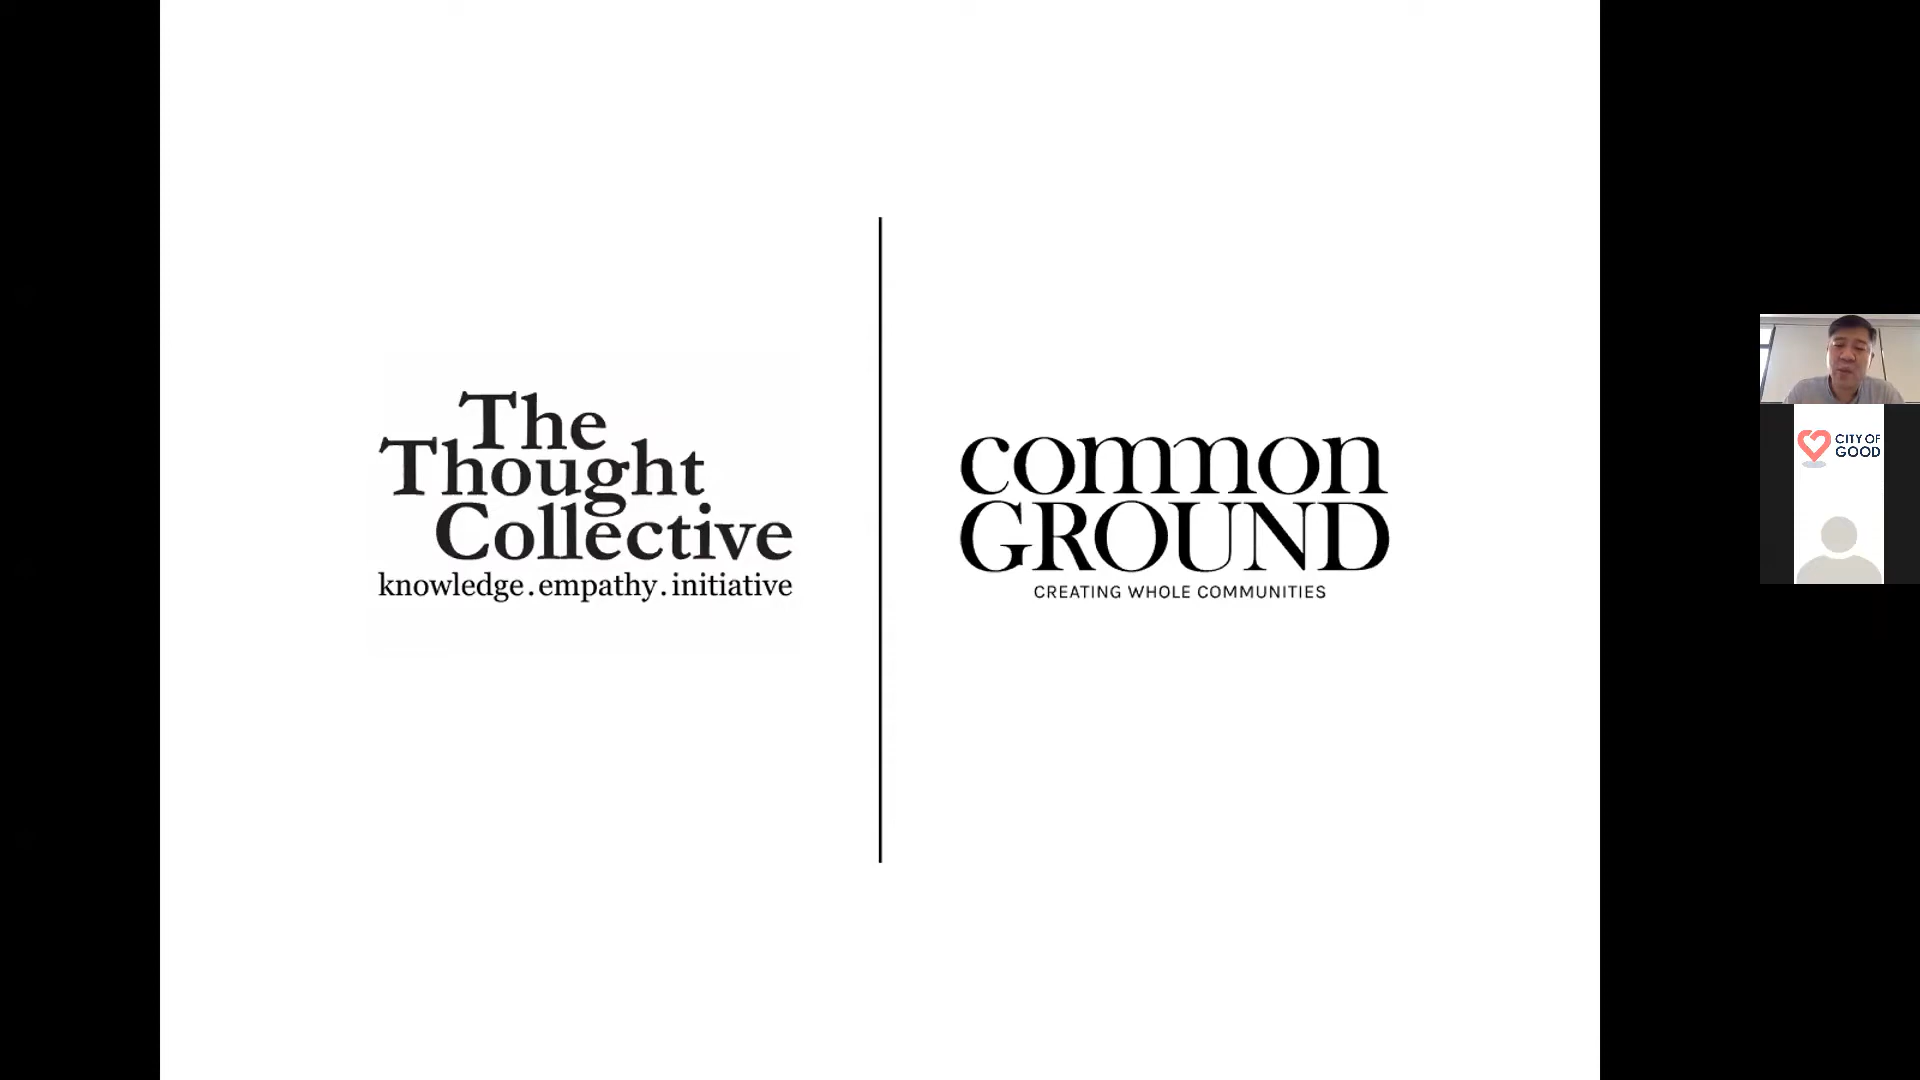 The
Thought
Collective
knowledge.empathy.initiative
common
GROUND
CREATING WHOLE COMMUNITIES
CITY OF
GOOD